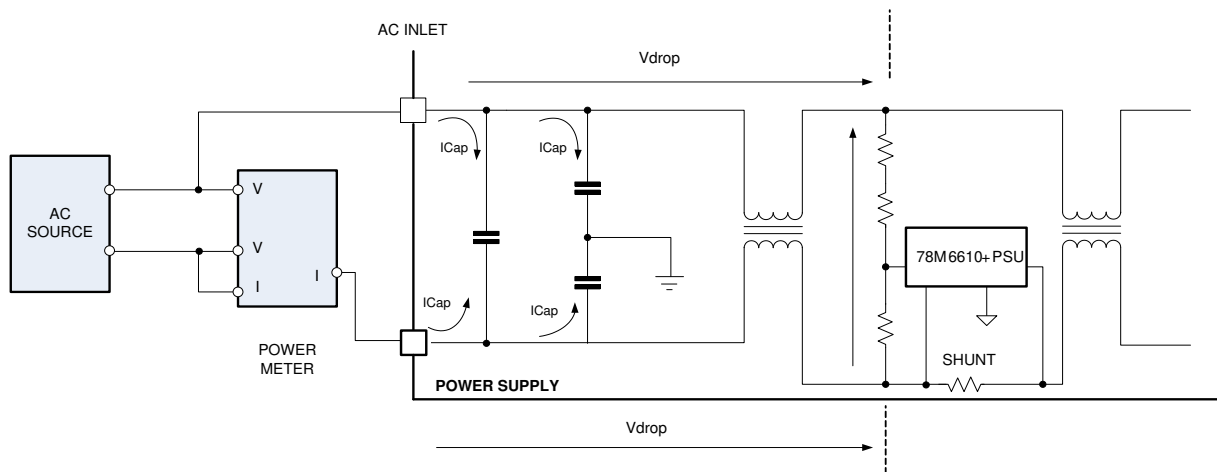 AC INLET
Vdrop
ICap
ICap
AC
SOURCE
V
V
I
I
78M6610+PSU
ICap
ICap
POWER
METER
SHUNT
POWER SUPPLY
Vdrop